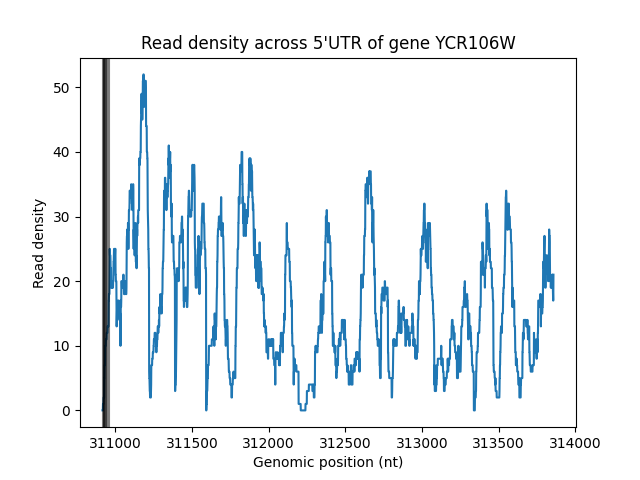 Read density across 5'UTR of gene YCR106W
Read density
50
40
30
20
10
0
311000 311500 312000 312500 313000 313500 314000
Genomic position (nt)